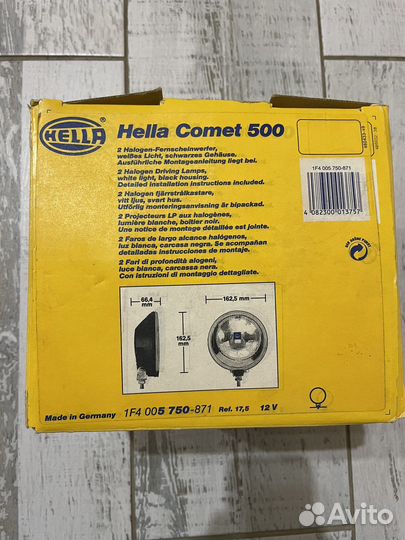 HELLA
Hella Comet 500
2 Halogen-Fernscheinwerfer,
weißes Licht, schwarzes Gehäuse.
Ausführliche Montageanleitung liegt bei.
2 Halogen Driving Lamps,
white light, black housing.
Detailed installation instructions included.
2 Halogen fjärrstrålkastare,
vitt ljus, svart hus.
Utförlig monteringsanvisning är bipackad.
2 Projecteurs LP aux halogènes,
lumière blanche, boîtier noir.
Une notice de montage détaillée est jointe.
2 Faros de largo alcance halógenos,
luz blanca, carcasa negra. Se acompañan
detalladas instrucciones de montaje.
2 Fari di profondità alogeni,
luce bianca, carcassa nera.
Con istruzioni di montaggio dettagliate.
1F4 005 750-871
4 082300 013757
66,4
mm
162,5
mm
162,5
mm
Made in Germany
1F4 005 750-871
Ref. 17,5
12 V
Avito